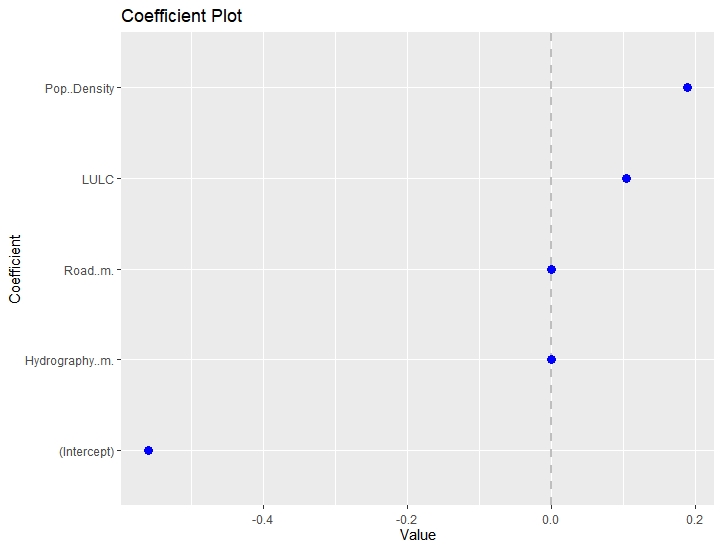 Coefficient Plot
Pop..Density
LULC
Road..m.
Hydrography..m.
(Intercept)
Coefficient
-0.4
-0.2
0.0
0.2
Value